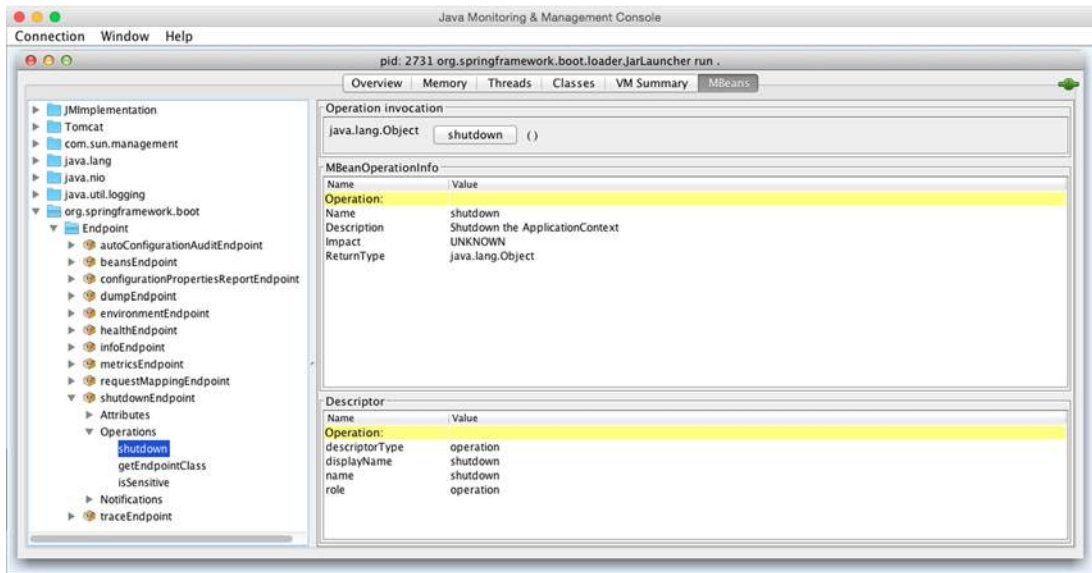 Java Monitoring & Management Console
Connection Window Help
pid: 2731 org.springframework.boot.loader.JarLauncher run .
Overview Memory Threads Classes VM Summary MBeans
JMImplementation
Tomcat
com.sun.management
java.lang
java.nio
java.util.logging
org.springframework.boot
Endpoint
autoConfigurationAuditEndpoint
beansEndpoint
configurationPropertiesReportEndpoint
dumpEndpoint
environmentEndpoint
healthEndpoint
infoEndpoint
metricsEndpoint
requestMappingEndpoint
shutdownEndpoint
Attributes
Operations
shutdown
getEndpointClass
isSensitive
Notifications
traceEndpoint
Operation invocation
java.lang.Object shutdown ( )
MBeanOperationInfo
Name Value
Operation:
Name shutdown
Description Shutdown the ApplicationContext
Impact UNKNOWN
ReturnType java.lang.Object
Descriptor
Name Value
Operation:
descriptorType operation
displayName shutdown
name shutdown
role operation